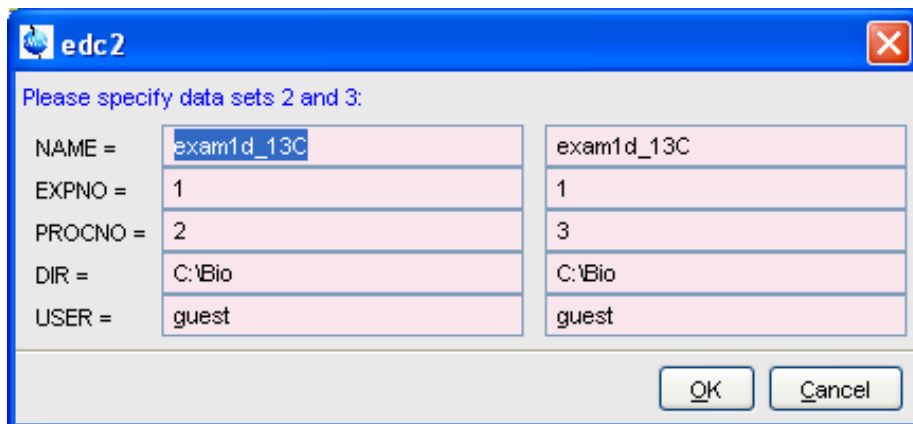 edc2
Please specify data sets 2 and 3:
NAME = exam1d_13C exam1d_13C
EXPNO = 1 1
PROCNO = 2 3
DIR = C:\Bio C:\Bio
USER = guest guest
OK Cancel